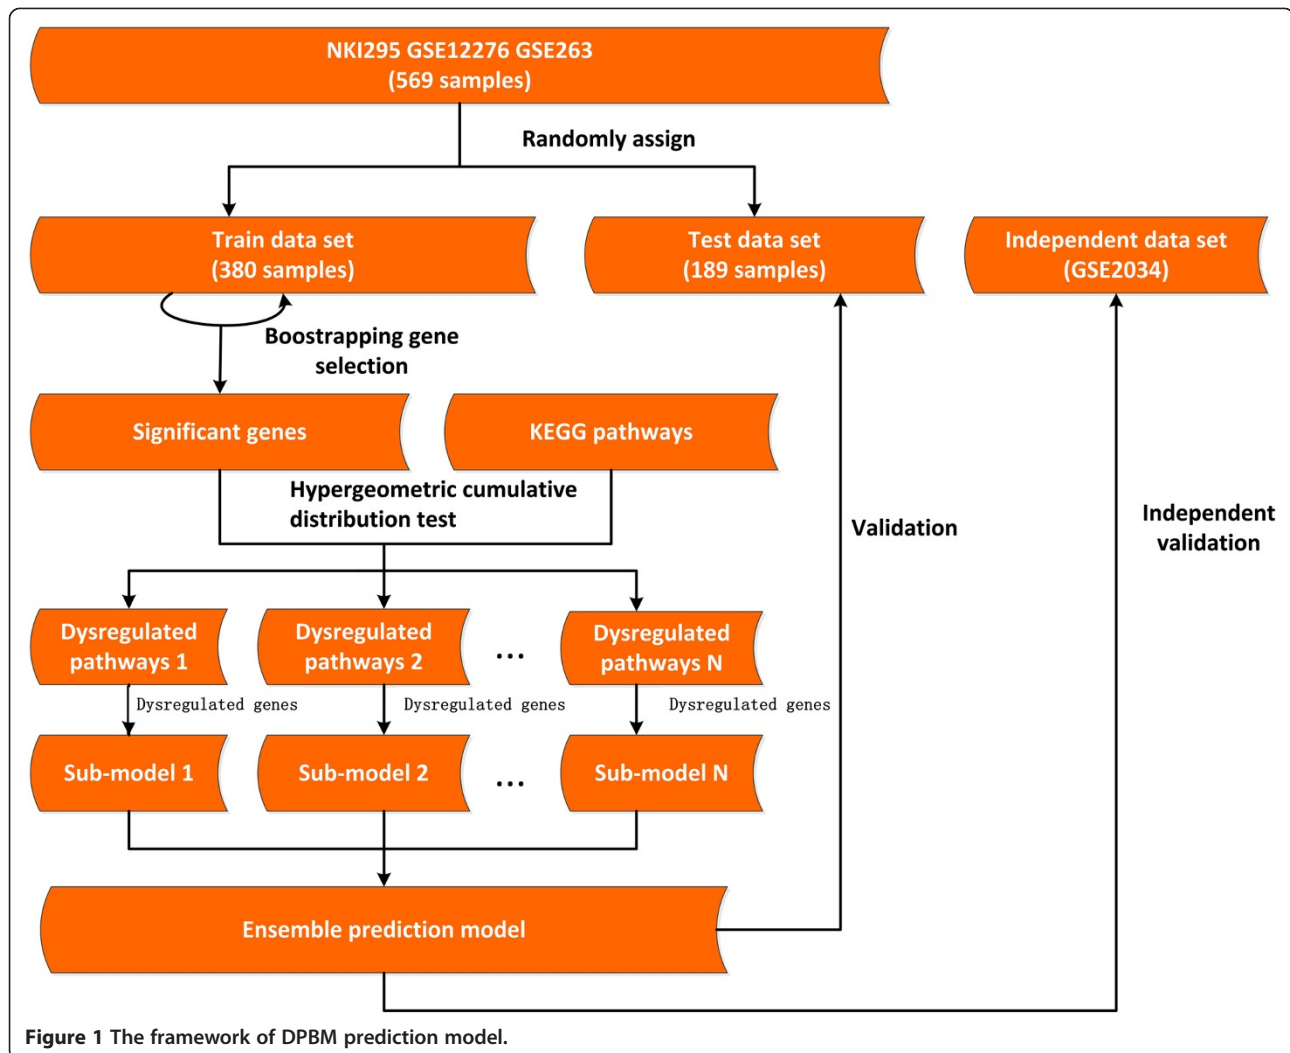 NKI295 GSE12276 GSE263
(569 samples)
Randomly assign
Train data set
(380 samples)
Test data set
(189 samples)
Independent data set
(GSE2034)
Boostrapping gene
selection
Significant genes
KEGG pathways
Hypergeometric cumulative
distribution test
Validation
Independent
validation
Dysregulated
pathways 1
Dysregulated
pathways 2
...
Dysregulated
pathways N
Dysregulated genes
Dysregulated genes
Dysregulated genes
Sub-model 1
Sub-model 2
...
Sub-model N
Ensemble prediction model
Figure 1 The framework of DPBM prediction model.